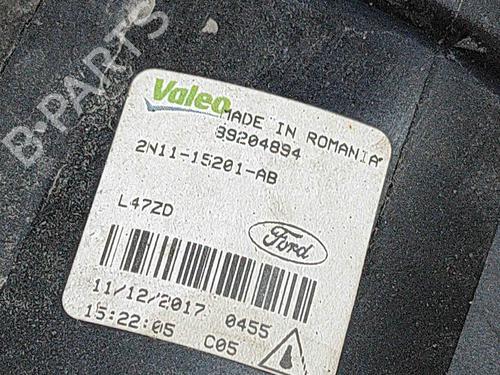 B-PARTS
Valeo
MADE IN ROMANIA
89204894
2N11-15201-AB
L47ZD
Ford
11/12/2017 0455
15:22:05 C05